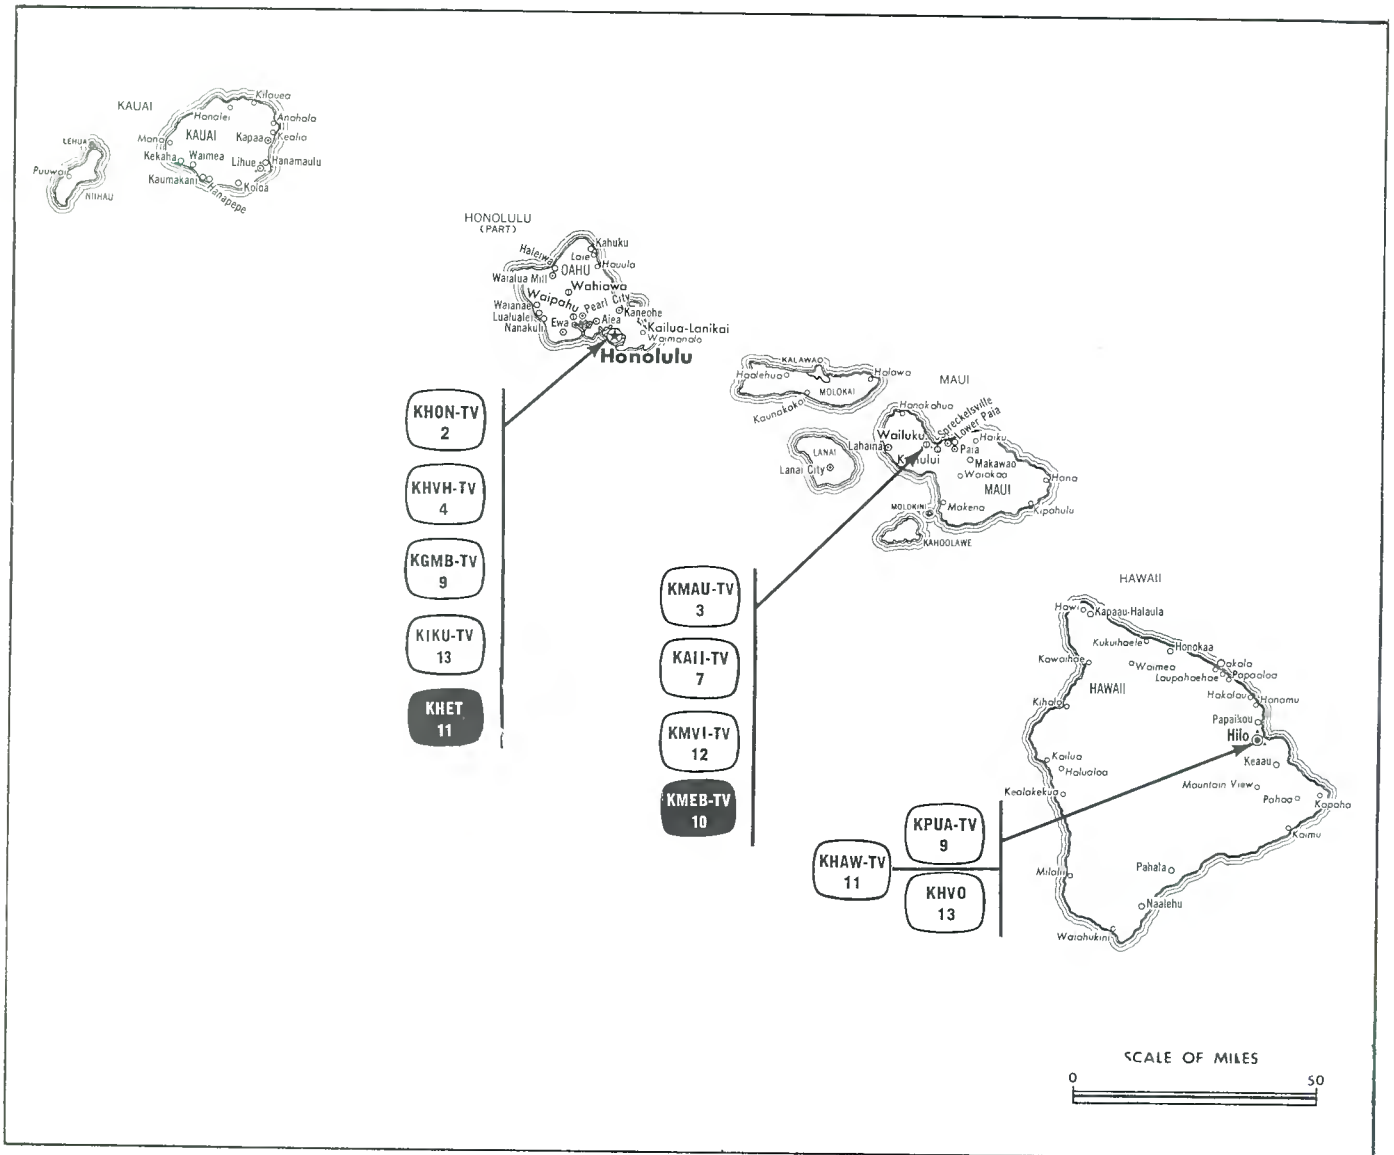 KAUAI
Kilauea
Hanalei
Anahola
KAUAI
Kapaa
Kealia
Mana
LEHUA
Kekaha
Waimea
Lihue
Hanamaulu
Puuwai
Kaumakani
Hanapepe
Koloa
NIIHAU
HONOLULU
(PART)
Kahuku
Haleiwa
Laie
OAHU
Hauula
Waialua Mill
Wahiawa
Waipahu
Pearl City
Waianae
Kaneohe
Lualualei
Ewa
Aiea
Nanakuli
Kailua-Lanikai
Waimanalo
Honolulu
KALAWAO
Hoolehua
Halawa
MOLOKAI
MAUI
Kaunakakai
Honokohua
Spreckelsville
Lower Paia
Wailuku
Haiku
Lahaina
Kahului
Paia
LANAI
Makawao
Lanai City
Waiakoa
Hana
MAUI
MOLOKINI
Makena
Kipahulu
KAHOOLAWE
KHON-TV
2
KHVH-TV
4
KGMB-TV
9
KIKU-TV
13
KHET
11
KMAU-TV
3
KAII-TV
7
KMVI-TV
12
KMEB-TV
10
HAWAII
Hawi
Kapaau-Halaula
Kukuihaele
Honokaa
Kawaihae
Waimea
Ookala
Laupahoehoe
Papaaloa
HAWAII
Hakalau
Honomu
Kiholo
Papaikou
Hilo
Kailua
Keaau
Holualoa
Mountain View
Kealakekua
Pahoa
Kapoho
Kaimu
KPUA-TV
9
KHAW-TV
11
KHVO
13
Milolii
Pahala
Naalehu
Waiahukini
SCALE OF MILES
0
50